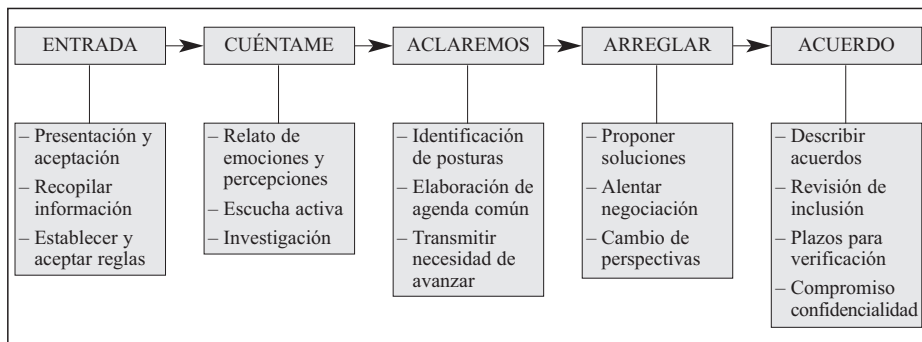 ENTRADA
CUÉNTAME
ACLAREMOS
ARREGLAR
ACUERDO
– Presentación y
aceptación
– Recopilar
información
– Establecer y
aceptar reglas
– Relato de
emociones y
percepciones
– Escucha activa
– Investigación
– Identificación
de posturas
– Elaboración de
agenda común
– Transmitir
necesidad de
avanzar
– Proponer
soluciones
– Alentar
negociación
– Cambio de
perspectivas
– Describir
acuerdos
– Revisión de
inclusión
– Plazos para
verificación
– Compromiso
confidencialidad